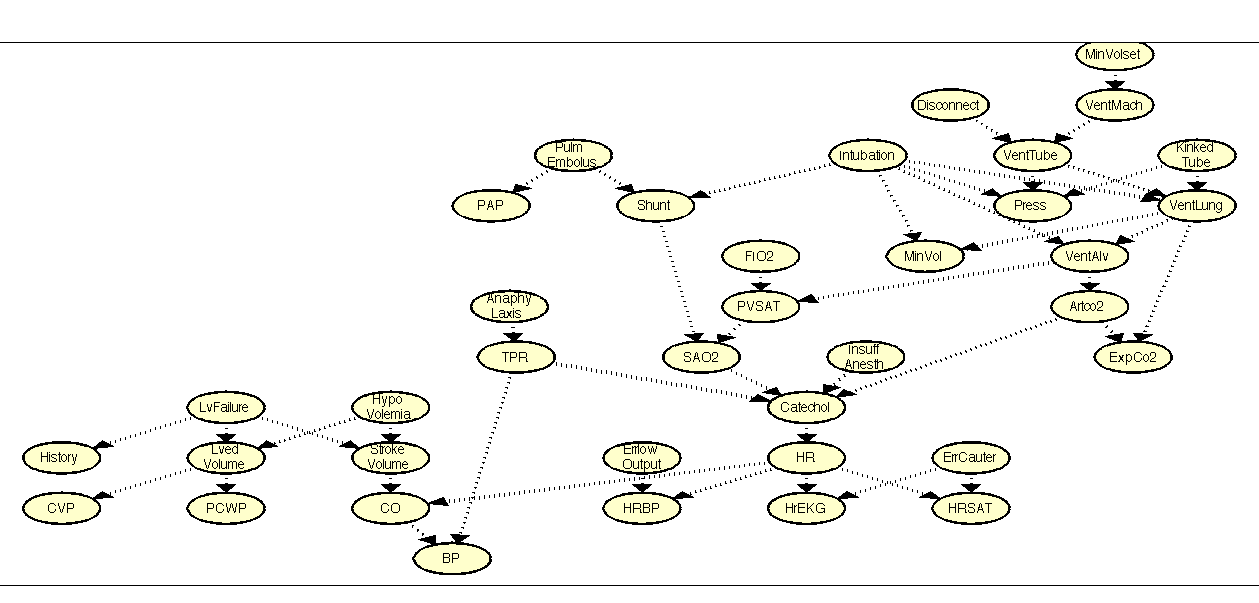 MinVolset
Disconnect
VentMach
Pulm
Embolus
Intubation
VentTube
Kinked
Tube
PAP
Shunt
Press
VentLung
FIO2
MinVol
VentAlv
Anaphy
Laxis
PVSAT
Artco2
TPR
SAO2
Insuff
Anesth
ExpCo2
LvFailure
Hypo
Volemia
Catechol
History
Lved
Volume
Stroke
Volume
Errlow
Output
HR
ErrCauter
CVP
PCWP
CO
HRBP
HrEKG
HRSAT
BP